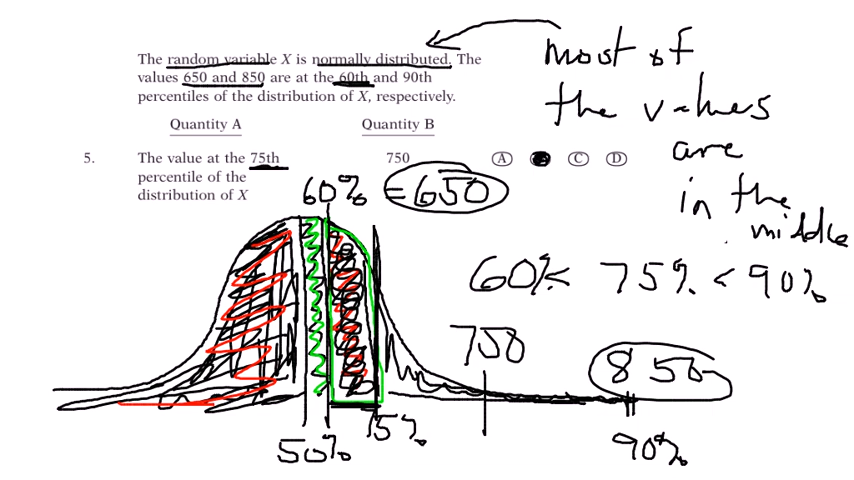 The random variable X is normally distributed. The
values 650 and 850 are at the 60th and 90th
percentiles of the distribution of X, respectively.
Quantity A Quantity B
5. The value at the 75th 750 A C D
percentile of the
distribution of X
most of
the values
are
in the
middle
60% = 650
60% < 75% < 90%
750
850
50% 75%
90%